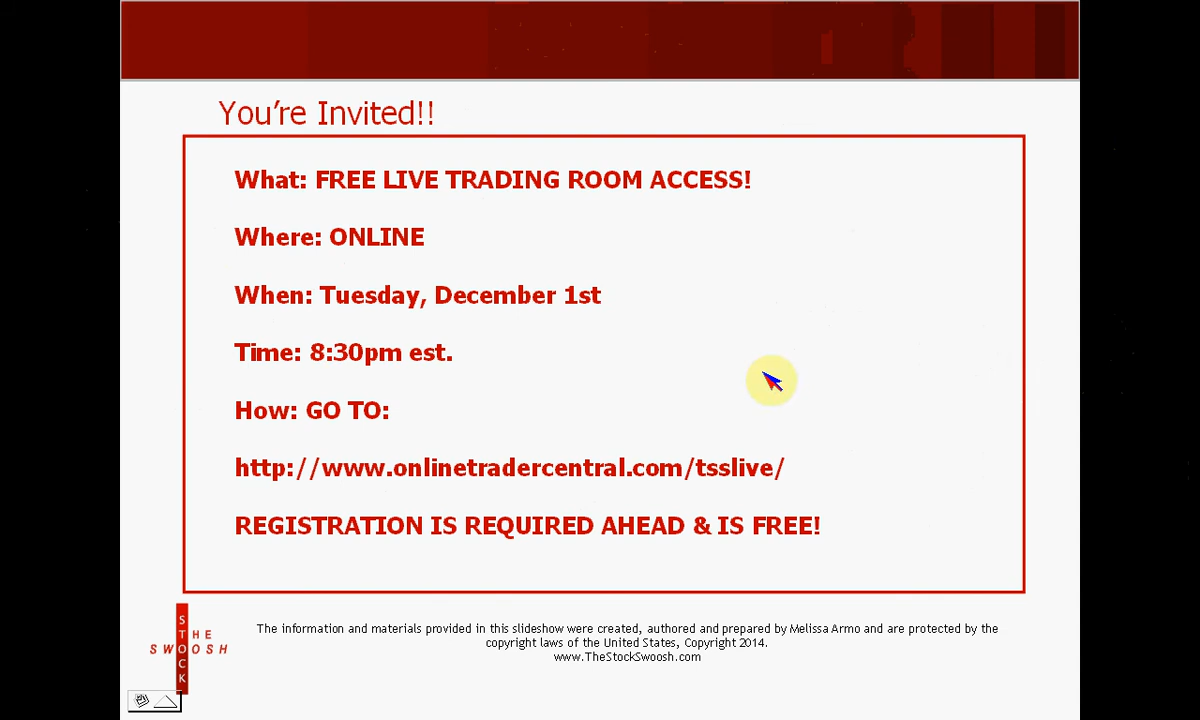 You're Invited!!
What: FREE LIVE TRADING ROOM ACCESS!
Where: ONLINE
When: Tuesday, December 1st
Time: 8:30pm est.
How: GO TO:
http://www.onlinetradercentral.com/tsslive/
REGISTRATION IS REQUIRED AHEAD & IS FREE!
THE
STOCK
SWOOSH
The information and materials provided in this slideshow were created, authored and prepared by Melissa Armo and are protected by the
copyright laws of the United States, Copyright 2014.
www.TheStockSwoosh.com